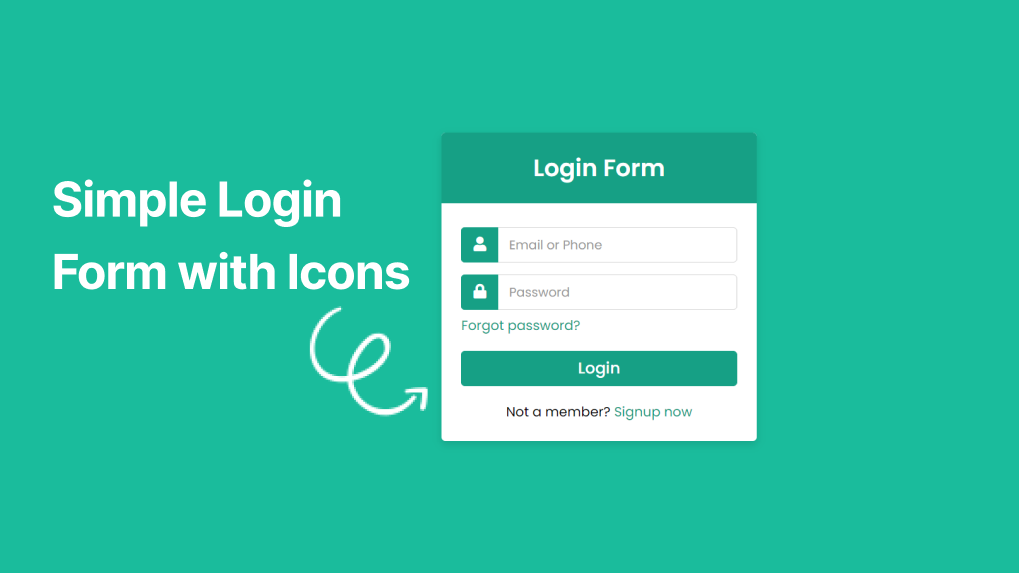 Simple Login
Form with Icons
Login Form
Email or Phone
Password
Forgot password?
Login
Not a member? Signup now